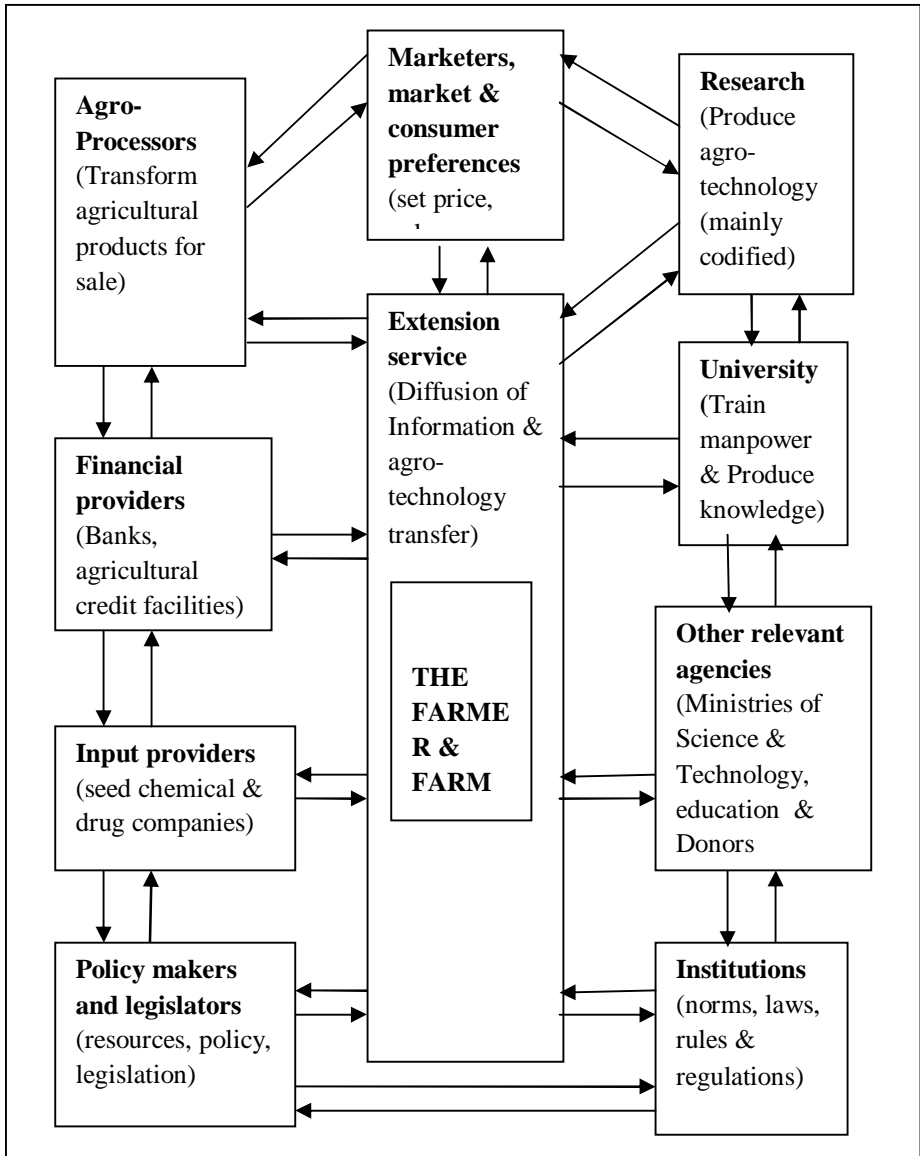 Marketers,
market &
consumer
preferences
(set price,
Agro-
Processors
(Transform
agricultural
products for
sale)
Research
(Produce
agro-
technology
(mainly
codified)
Extension
service
(Diffusion of
Information &
agro-
technology
transfer)
University
(Train
manpower
& Produce
knowledge)
Financial
providers
(Banks,
agricultural
credit facilities)
THE
FARME
R &
FARM
Other relevant
agencies
(Ministries of
Science &
Technology,
education & 
Donors
Input providers
(seed chemical &
drug companies)
Policy makers
and legislators
(resources, policy,
legislation)
Institutions
(norms, laws,
rules &
regulations)